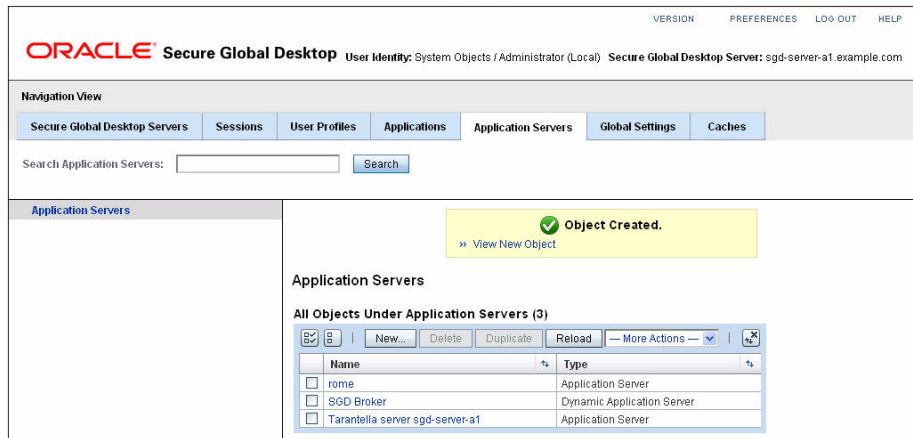 VERSION PREFERENCES LOG OUT HELP
ORACLE Secure Global Desktop User Identity: System Objects / Administrator (Local) Secure Global Desktop Server: sgd-server-a1.example.com
Navigation View
Secure Global Desktop Servers Sessions User Profiles Applications Application Servers Global Settings Caches
Search Application Servers: Search
Application Servers
Object Created.
» View New Object
Application Servers
All Objects Under Application Servers (3)
New... Delete Duplicate Reload — More Actions —
Name Type
rome Application Server
SGD Broker Dynamic Application Server
Tarantella server sgd-server-a1 Application Server